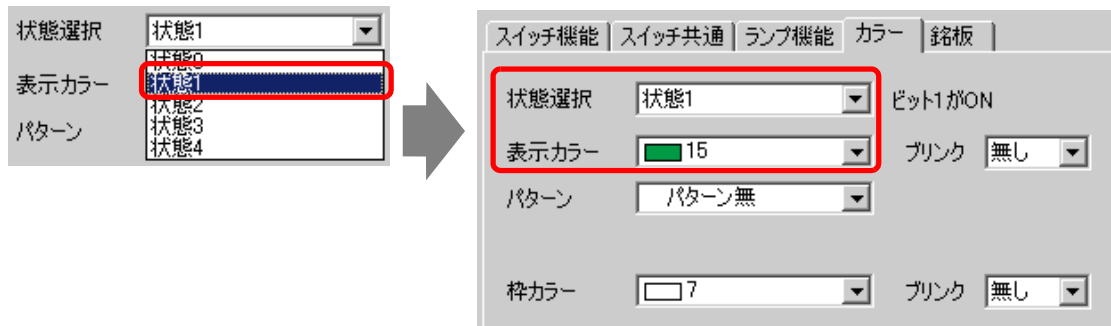 状態選択 状態1
状態0
表示カラー 状態1
状態2
パターン 状態3
状態4
スイッチ機能 スイッチ共通 ランプ機能 カラー 銘板
状態選択 状態1 ビット1がON
表示カラー 15 ブリンク 無し
パターン パターン無
枠カラー 7 ブリンク 無し